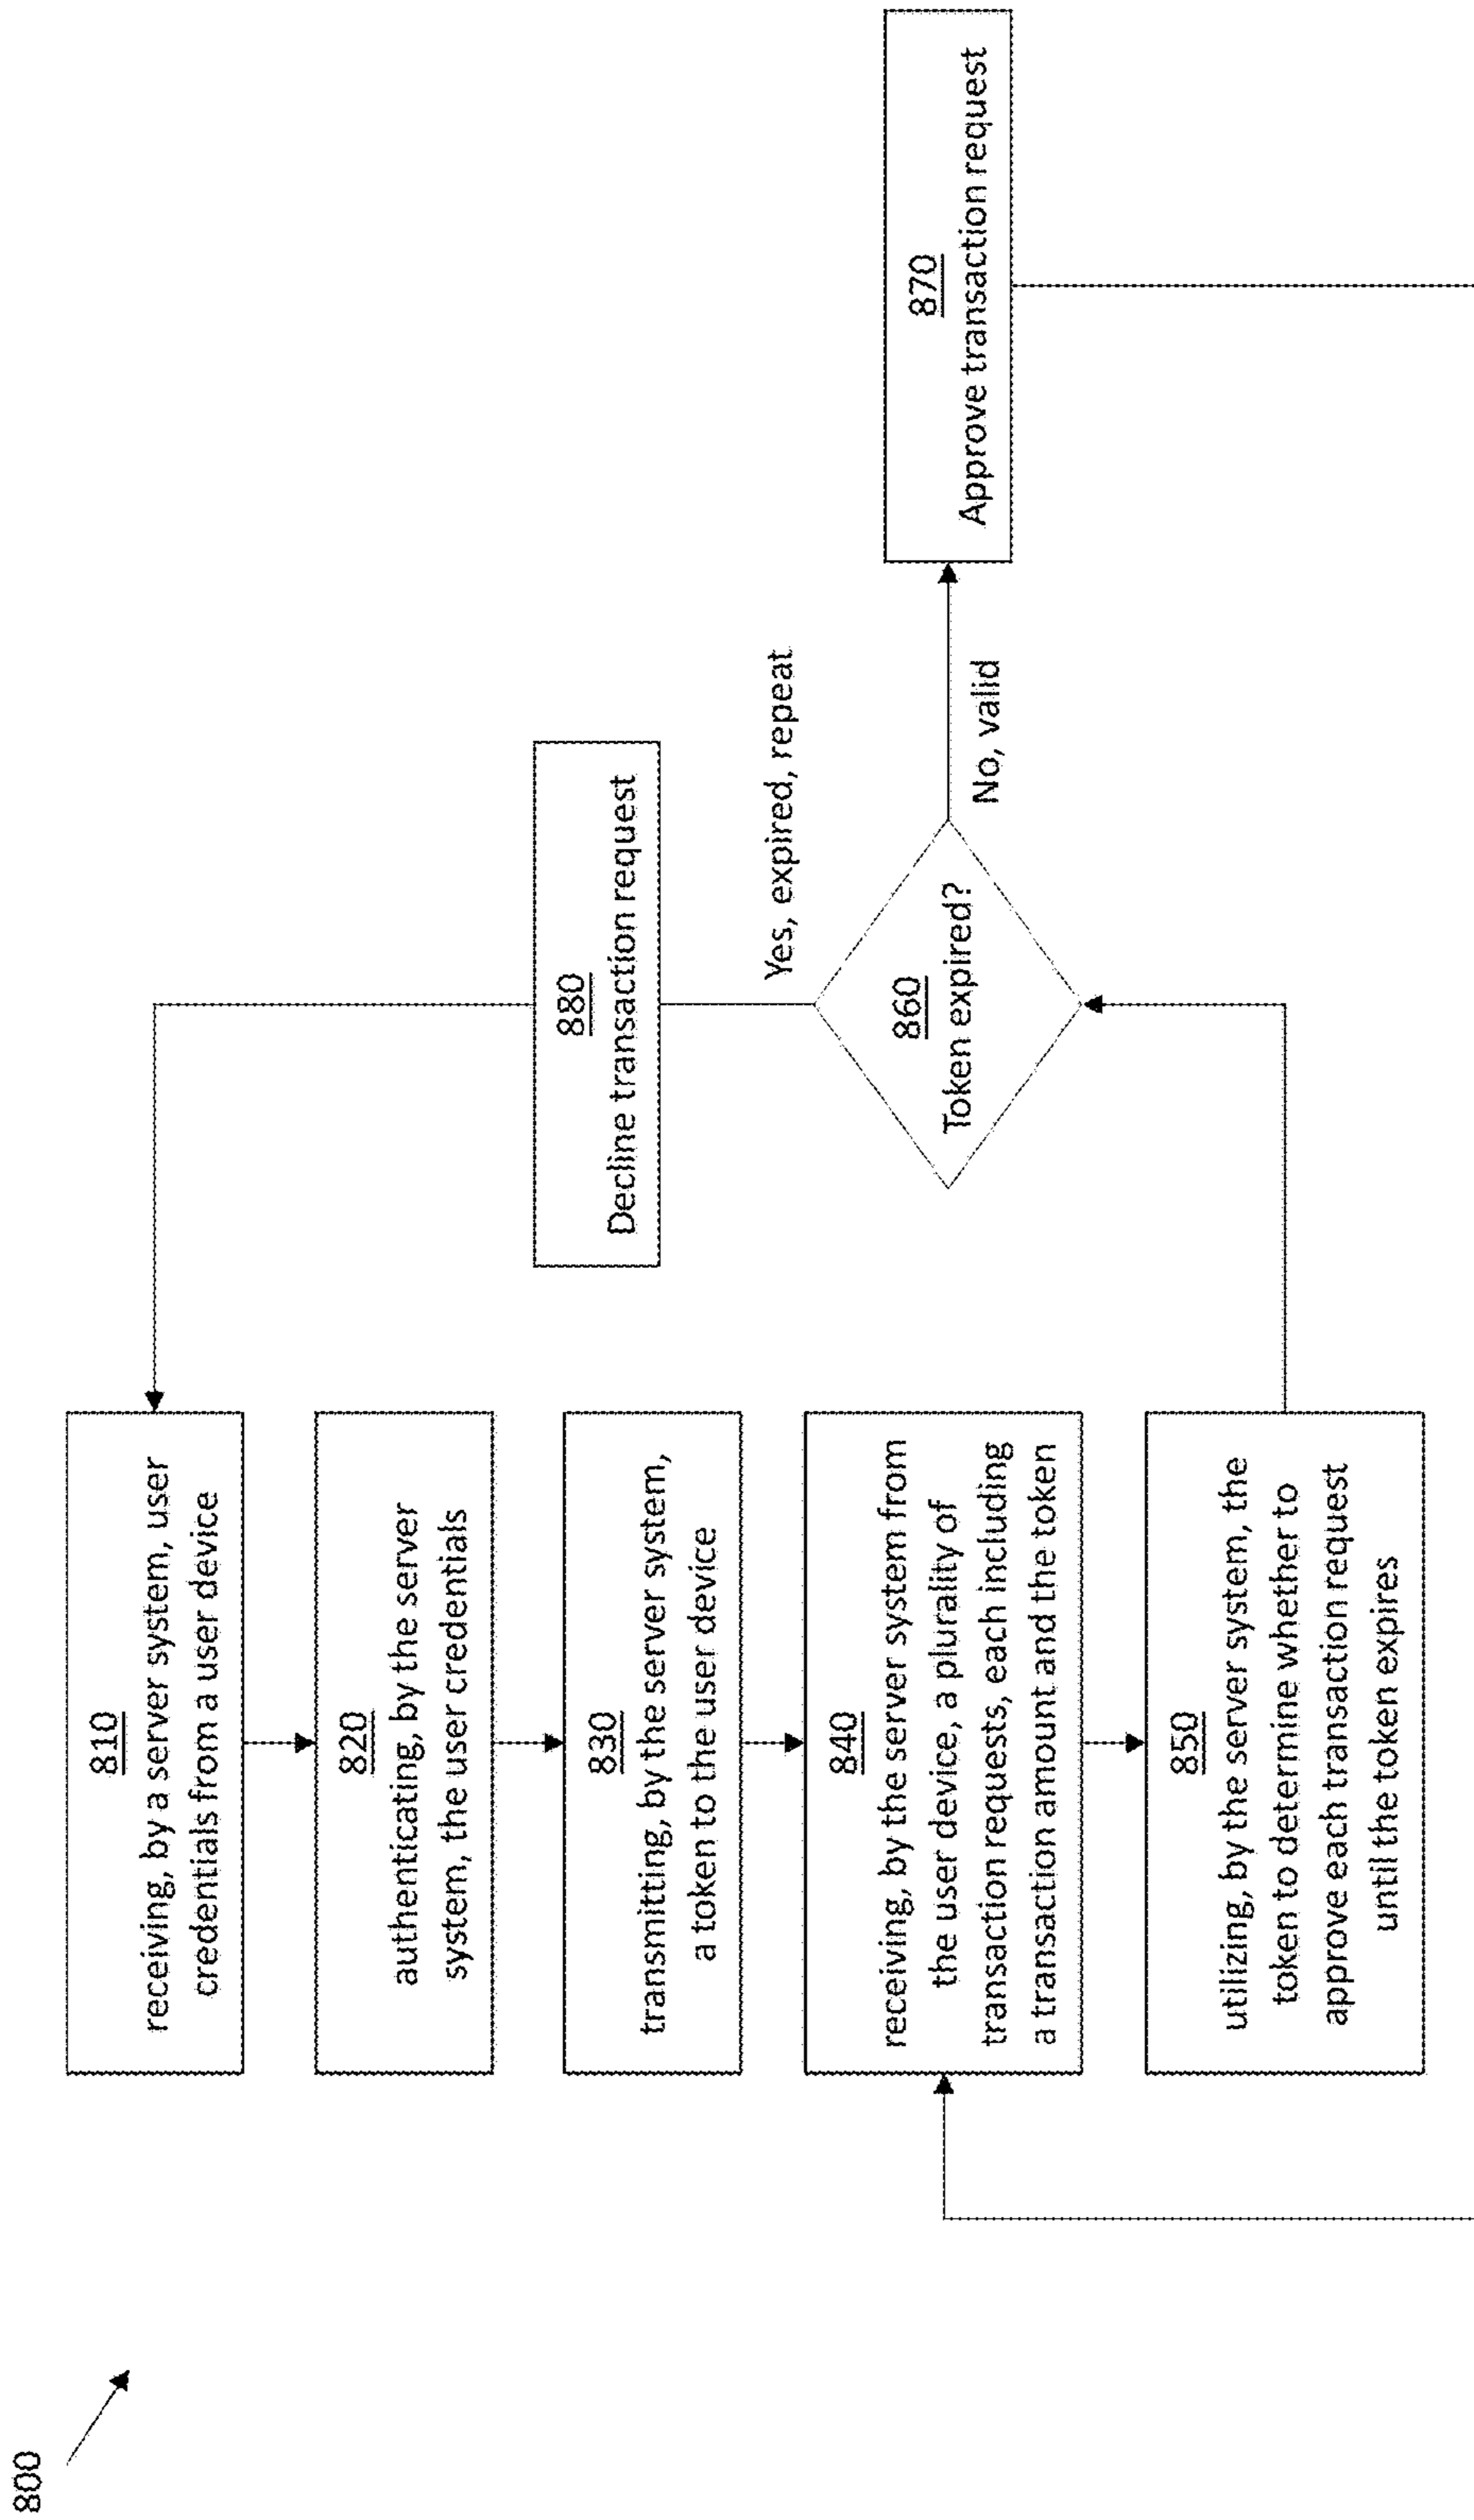 800
810
receiving, by a server system, user
credentials from a user device
820
authenticating, by the server
system, the user credentials
830
transmitting, by the server system,
a token to the user device
840
receiving, by the server system from
the user device, a plurality of
transaction requests, each including
a transaction amount and the token
850
utilizing, by the server system, the
token to determine whether to
approve each transaction request
until the token expires
860
Token expired?
Yes, expired, repeat
880
Decline transaction request
No, valid
870
Approve transaction request